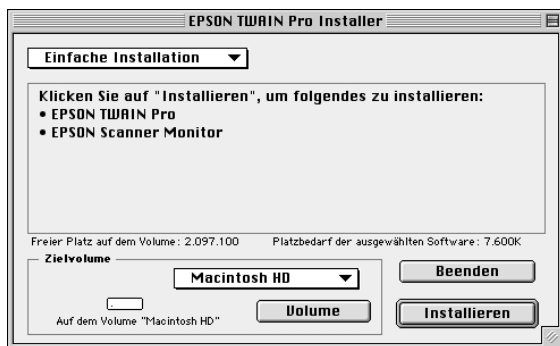 EPSON TWAIN Pro Installer
Einfache Installation
Klicken Sie auf "Installieren", um folgendes zu installieren:
• EPSON TWAIN Pro
• EPSON Scanner Monitor
Freier Platz auf dem Volume: 2.097.100 Platzbedarf der ausgewählten Software: 7.600K
Zielvolume
Macintosh HD
Auf dem Volume "Macintosh HD"
Volume
Beenden
Installieren